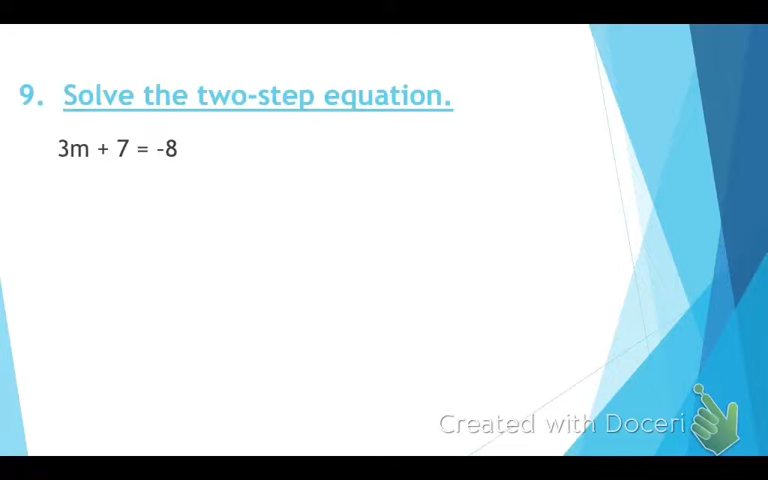 9. Solve the two-step equation.
3m + 7 = -8
Created with Doceri